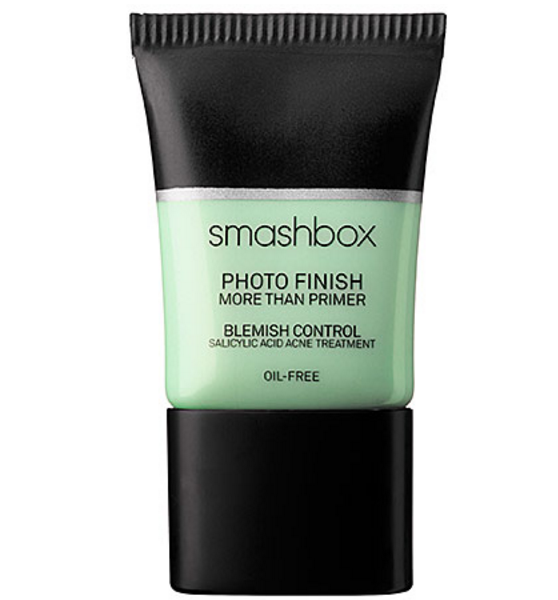 smashbox
PHOTO FINISH
MORE THAN PRIMER
BLEMISH CONTROL
SALICYLIC ACID ACNE TREATMENT
OIL-FREE